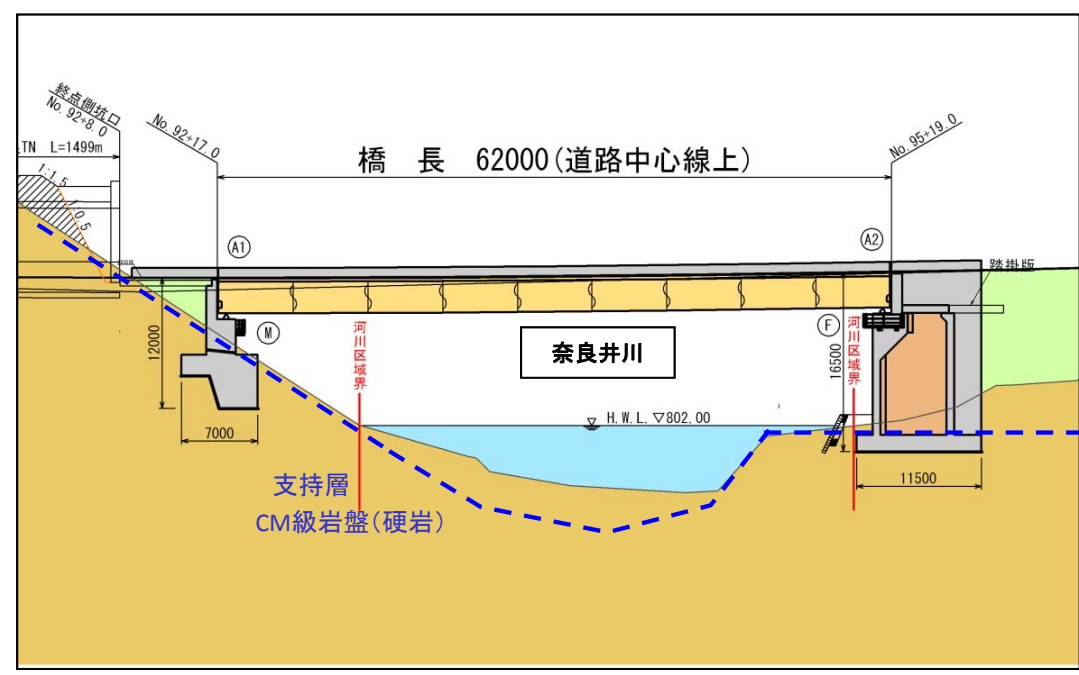 終点側坑口
No. 92+8.0
TN L=1499m
1:1.5
1:0.5
No. 92+17.0
橋 長 62000(道路中心線上)
No. 95+19.0
A1
A2
踏掛版
M
F
12000
7000
河川区域界
奈良井川
16500
河川区域界
H.W.L. ▽802.00
11500
支持層
CM級岩盤(硬岩)